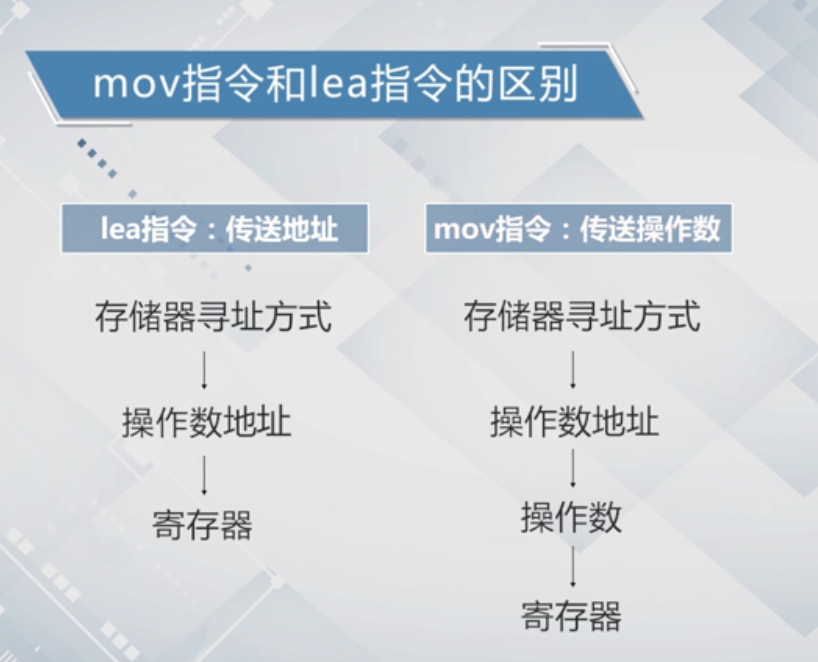 mov指令和lea指令的区别
lea指令：传送地址
存储器寻址方式
操作数地址
寄存器
mov指令：传送操作数
存储器寻址方式
操作数地址
操作数
寄存器